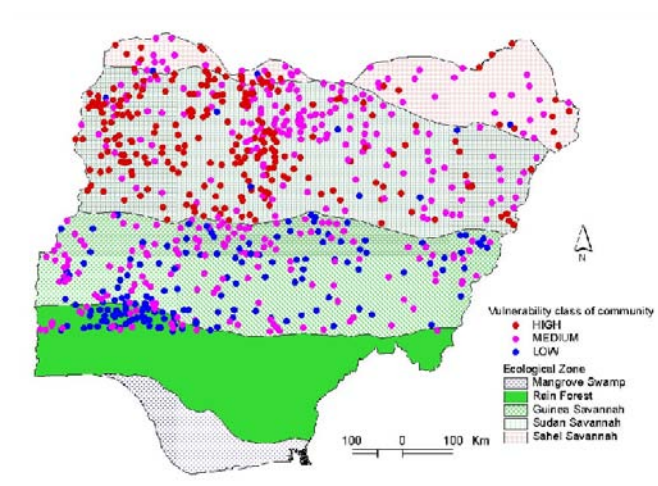 N
Vulnerability class of community
HIGH
MEDIUM
LOW
Ecological Zone
Mangrove Swamp
Rain Forest
Guinea Savannah
Sudan Savannah
Sahel Savannah
100 0 100 Km